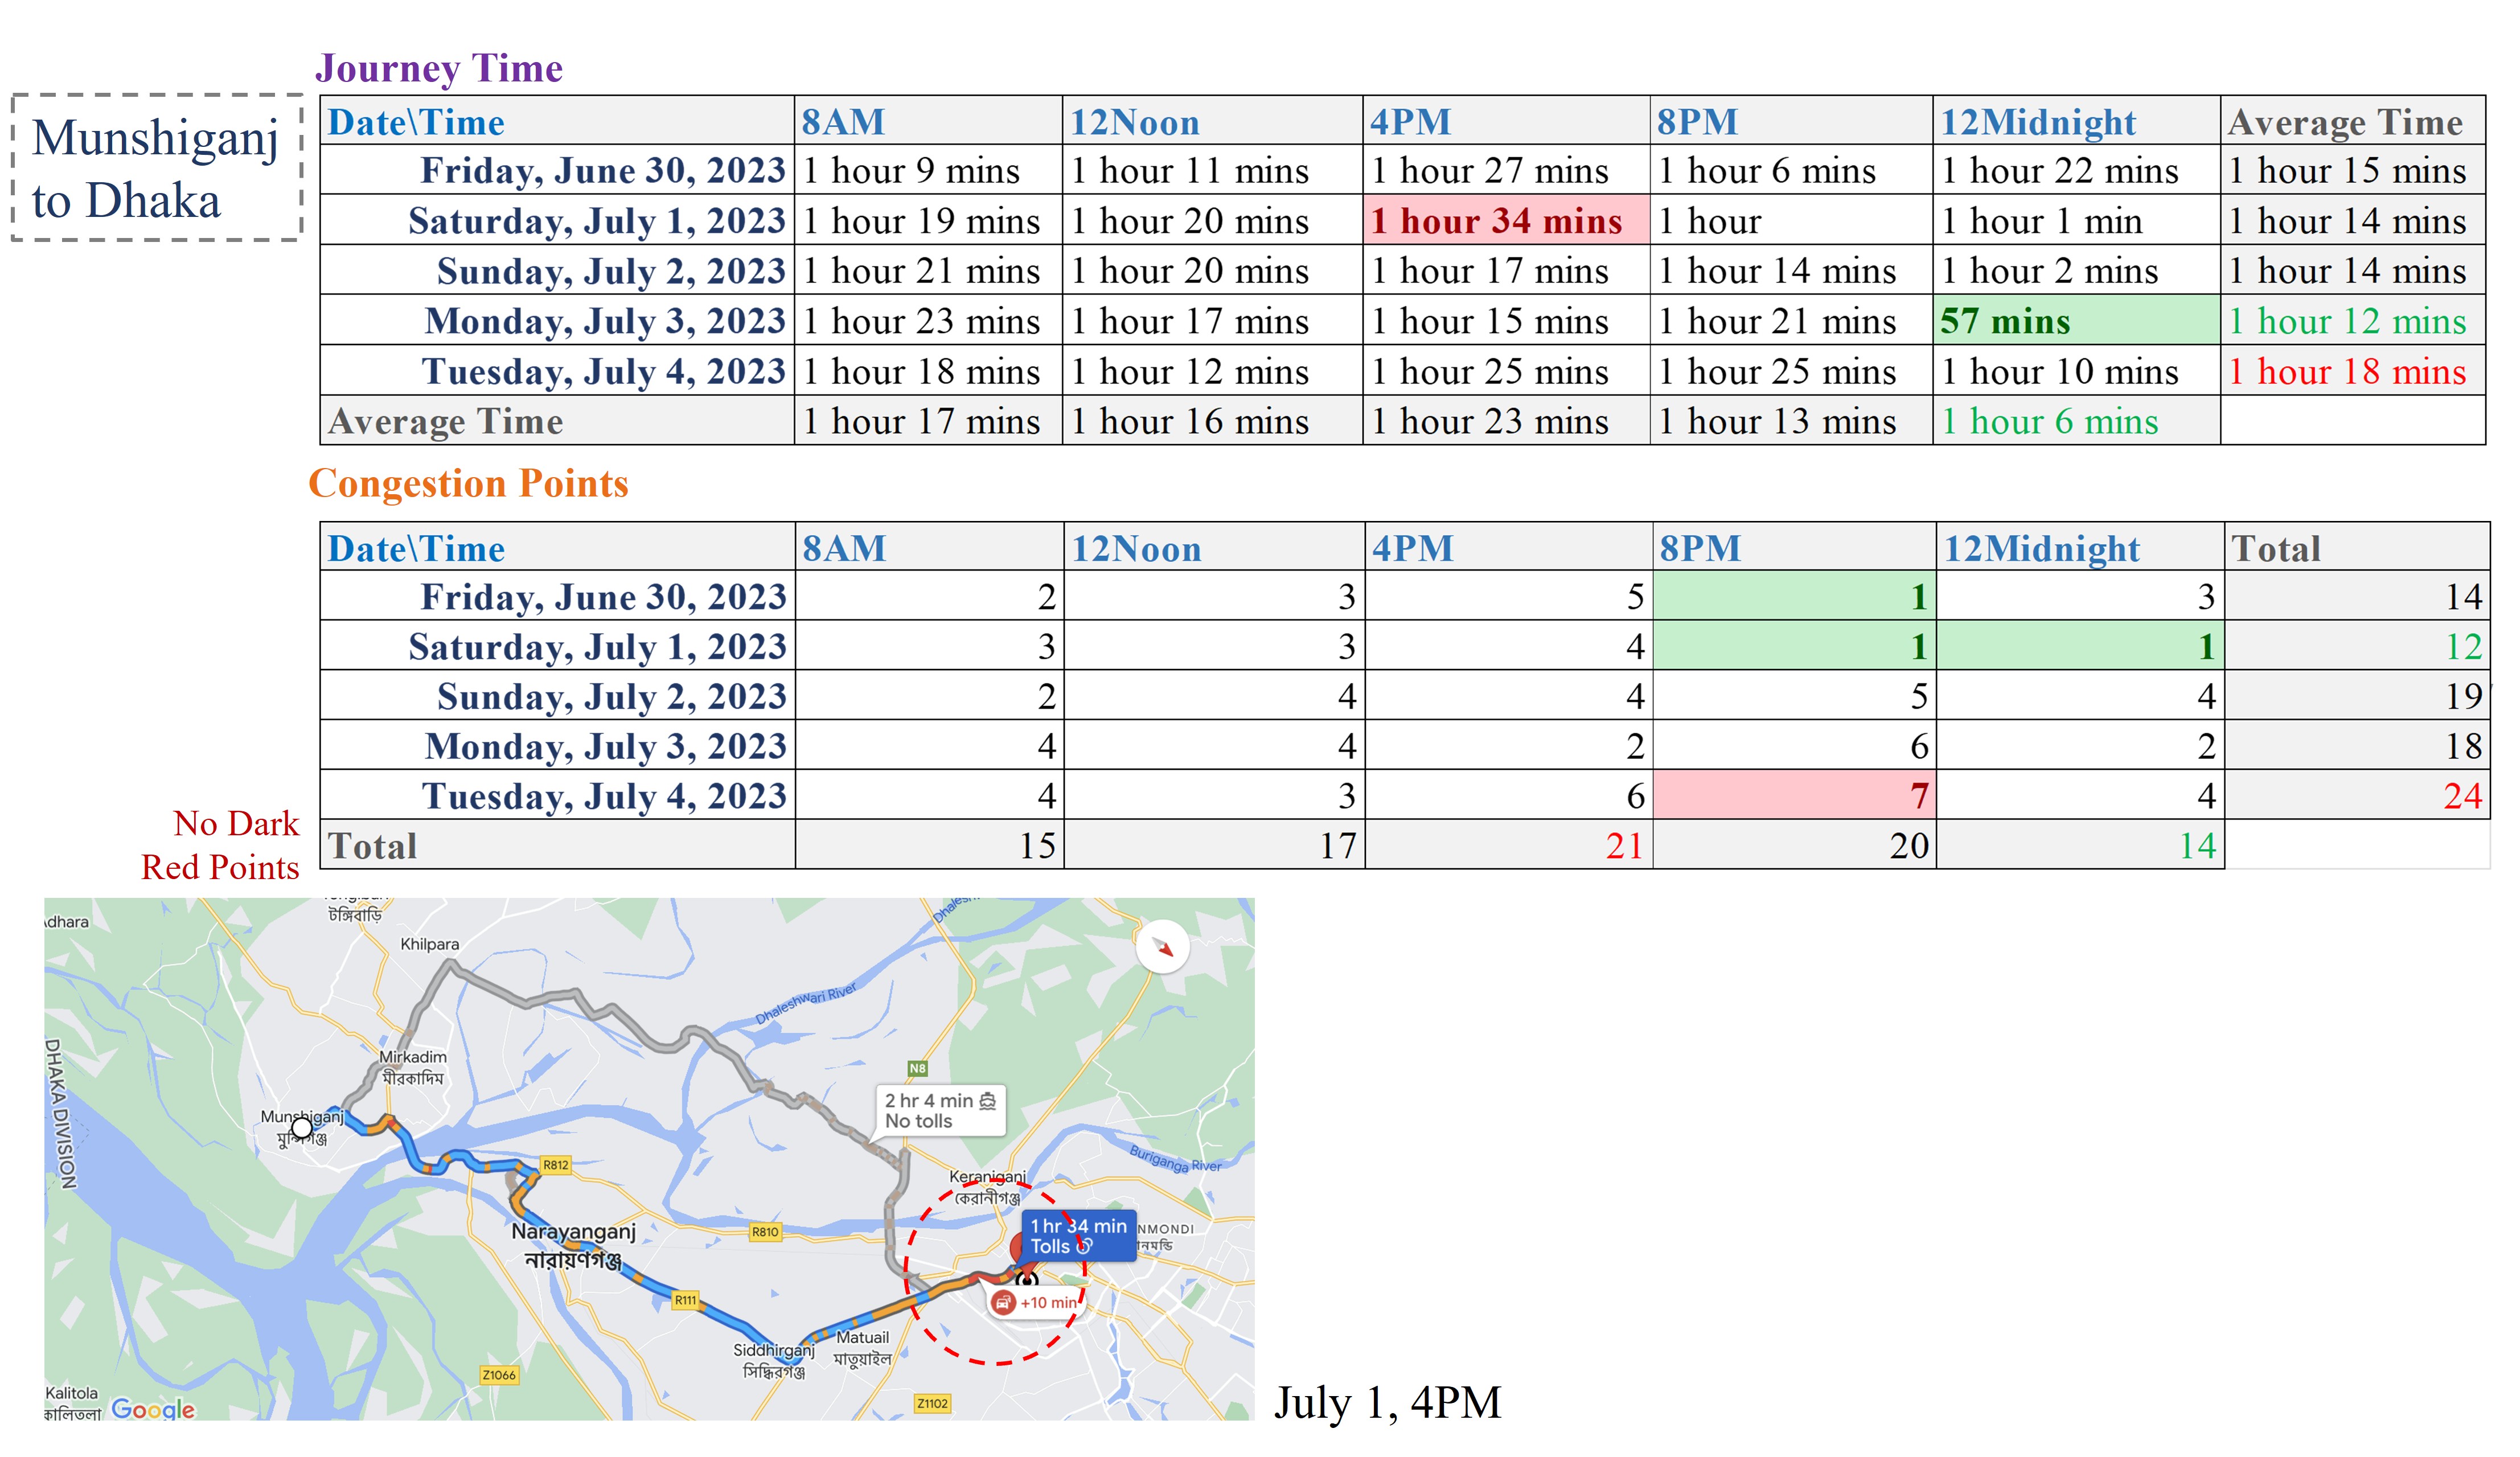 Journey Time
Munshiganj
to Dhaka
Date\Time 8AM 12Noon 4PM 8PM 12Midnight Average Time
Friday, June 30, 2023 1 hour 9 mins 1 hour 11 mins 1 hour 27 mins 1 hour 6 mins 1 hour 22 mins 1 hour 15 mins
Saturday, July 1, 2023 1 hour 19 mins 1 hour 20 mins 1 hour 34 mins 1 hour 1 hour 1 min 1 hour 14 mins
Sunday, July 2, 2023 1 hour 21 mins 1 hour 20 mins 1 hour 17 mins 1 hour 14 mins 1 hour 2 mins 1 hour 14 mins
Monday, July 3, 2023 1 hour 23 mins 1 hour 17 mins 1 hour 15 mins 1 hour 21 mins 57 mins 1 hour 12 mins
Tuesday, July 4, 2023 1 hour 18 mins 1 hour 12 mins 1 hour 25 mins 1 hour 25 mins 1 hour 10 mins 1 hour 18 mins
Average Time 1 hour 17 mins 1 hour 16 mins 1 hour 23 mins 1 hour 13 mins 1 hour 6 mins
Congestion Points
Date\Time 8AM 12Noon 4PM 8PM 12Midnight Total
Friday, June 30, 2023 2 3 5 1 3 14
Saturday, July 1, 2023 3 3 4 1 1 12
Sunday, July 2, 2023 2 4 4 5 4 19
Monday, July 3, 2023 4 4 2 6 2 18
Tuesday, July 4, 2023 4 3 6 7 4 24
Total 15 17 21 20 14
No Dark
Red Points
টঙ্গিবাড়ি
Khilpara
Dhaleshwari River
Mirkadim
মীরকাদিম
N8
DHAKA DIVISION
2 hr 4 min
No tolls
Munshiganj
মুন্সিগঞ্জ
R812
Buriganga River
Keraniganj
কেরানীগঞ্জ
Narayanganj
নারায়ণগঞ্জ
R810
1 hr 34 min
Tolls
NMONDI
+10 min
R111
Matuail
মাতুয়াইল
Siddhirganj
সিদ্ধিরগঞ্জ
Z1066
Kalitola
Google
Z1102
July 1, 4PM